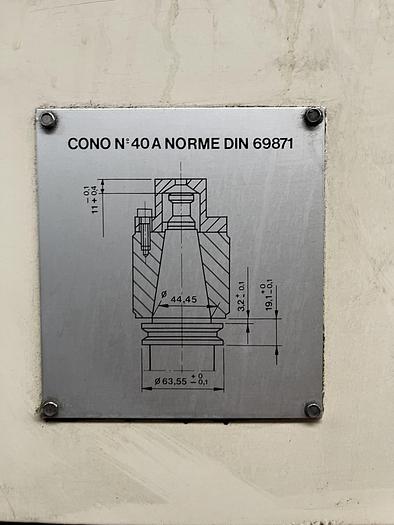 CONO N° 40 A NORME DIN 69871
11 +0,4 -0,1
Ø 44,45
3,2 ± 0,1
19,1 +0 -0,1
Ø 63,55 +0 -0,1